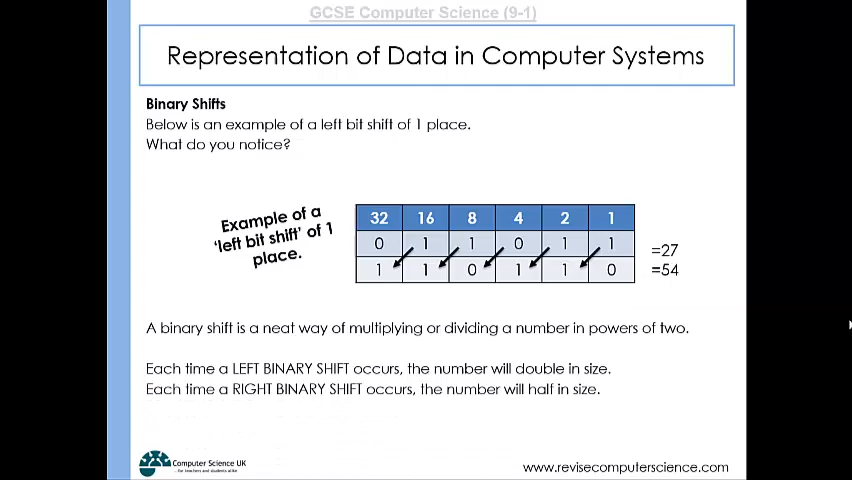 GCSE Computer Science (9-1)
Representation of Data in Computer Systems
Binary Shifts
Below is an example of a left bit shift of 1 place.
What do you notice?
Example of a
'left bit shift' of 1
place.
32 16 8 4 2 1
0 1 1 0 1 1 =27
1 1 0 1 1 0 =54
A binary shift is a neat way of multiplying or dividing a number in powers of two.
Each time a LEFT BINARY SHIFT occurs, the number will double in size.
Each time a RIGHT BINARY SHIFT occurs, the number will half in size.
Computer Science UK
...for teachers and students alike
www.revisecomputerscience.com